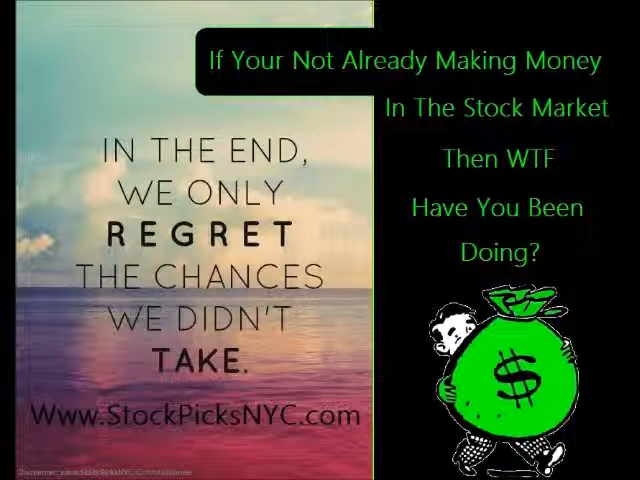 If Your Not Already Making Money
In The Stock Market
Then WTF
Have You Been
Doing?
IN THE END,
WE ONLY
REGRET
THE CHANCES
WE DIDN'T
TAKE.
Www.StockPicksNYC.com
$
Disclaimer: